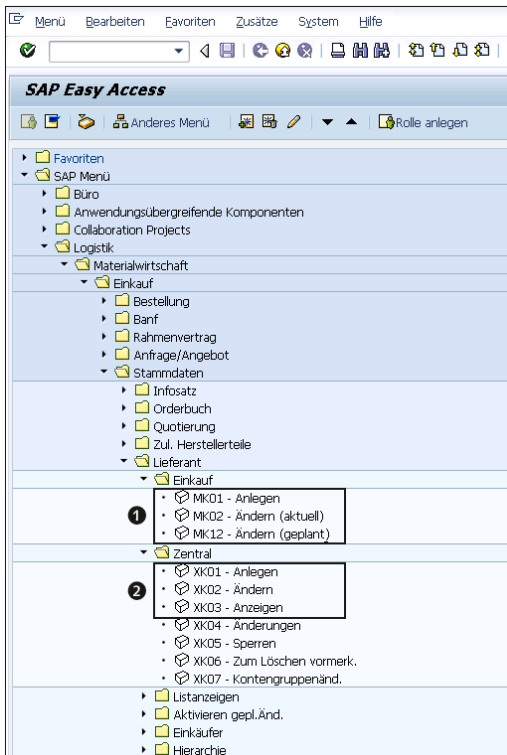 Menü Bearbeiten Favoriten Zusätze System Hilfe
SAP Easy Access
Anderes Menü Rolle anlegen
Favoriten
SAP Menü
Büro
Anwendungsübergreifende Komponenten
Collaboration Projects
Logistik
Materialwirtschaft
Einkauf
Bestellung
Banf
Rahmenvertrag
Anfrage/Angebot
Stammdaten
Infosatz
Orderbuch
Quotierung
Zul. Herstellerteile
Lieferant
Einkauf
MK01 - Anlegen
❶ MK02 - Ändern (aktuell)
MK12 - Ändern (geplant)
Zentral
XK01 - Anlegen
❷ XK02 - Ändern
XK03 - Anzeigen
XK04 - Änderungen
XK05 - Sperren
XK06 - Zum Löschen vormerk.
XK07 - Kontengruppenänd.
Listanzeigen
Aktivieren gepl.Änd.
Einkäufer
Hierarchie